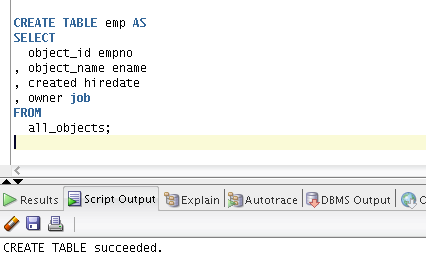 CREATE TABLE emp AS
SELECT
object_id empno
, object_name ename
, created hiredate
, owner job
FROM
all_objects;
Results Script Output Explain Autotrace DBMS Output O
CREATE TABLE succeeded.